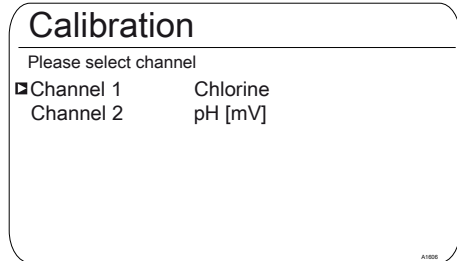 Calibration
Please select channel
Channel 1 Chlorine
Channel 2 pH [mV]
A1606